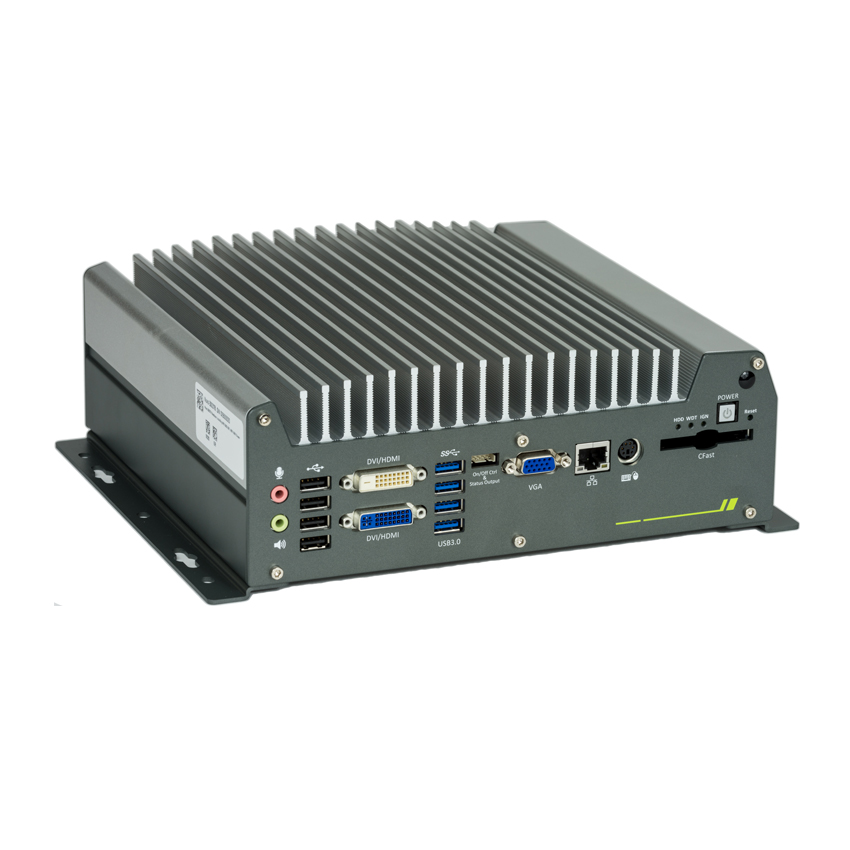 POWER
Reset
HDD WDT IGN
CFast
DVI/HDMI
DVI/HDMI
SS
On/Off Ctrl
&
Status Output
USB3.0
VGA